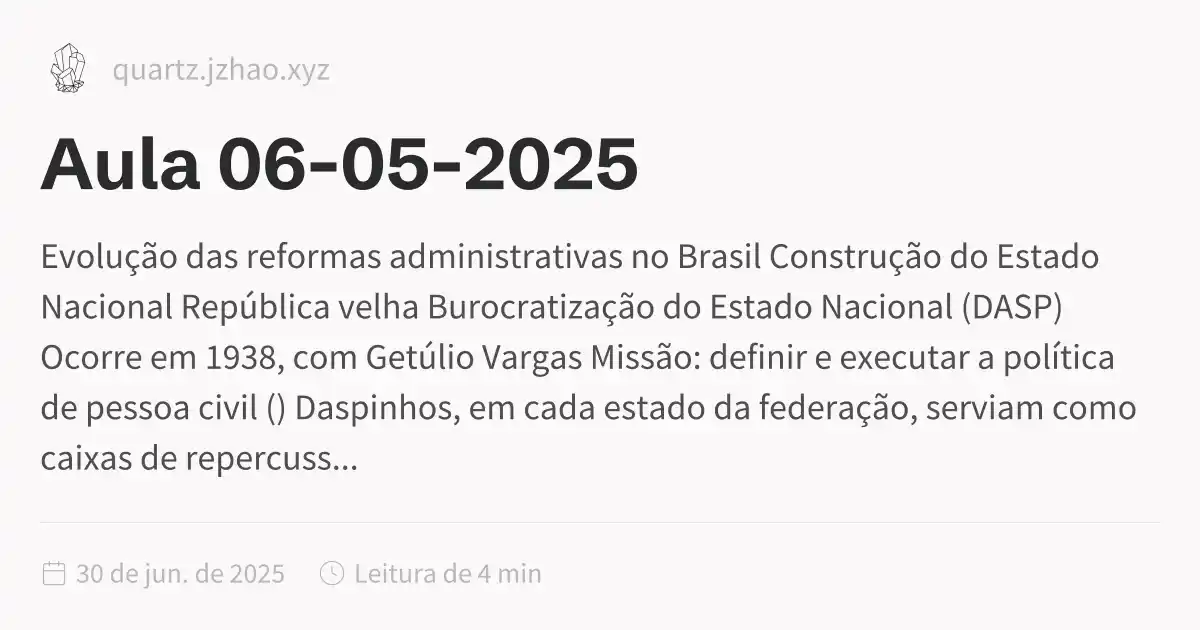 quartz.jzhao.xyz
Aula 06-05-2025
Evolução das reformas administrativas no Brasil Construção do Estado
Nacional República velha Burocratização do Estado Nacional (DASP)
Ocorre em 1938, com Getúlio Vargas Missão: definir e executar a política
de pessoa civil () Daspinhos, em cada estado da federação, serviam como
caixas de repercuss...
30 de jun. de 2025 Leitura de 4 min